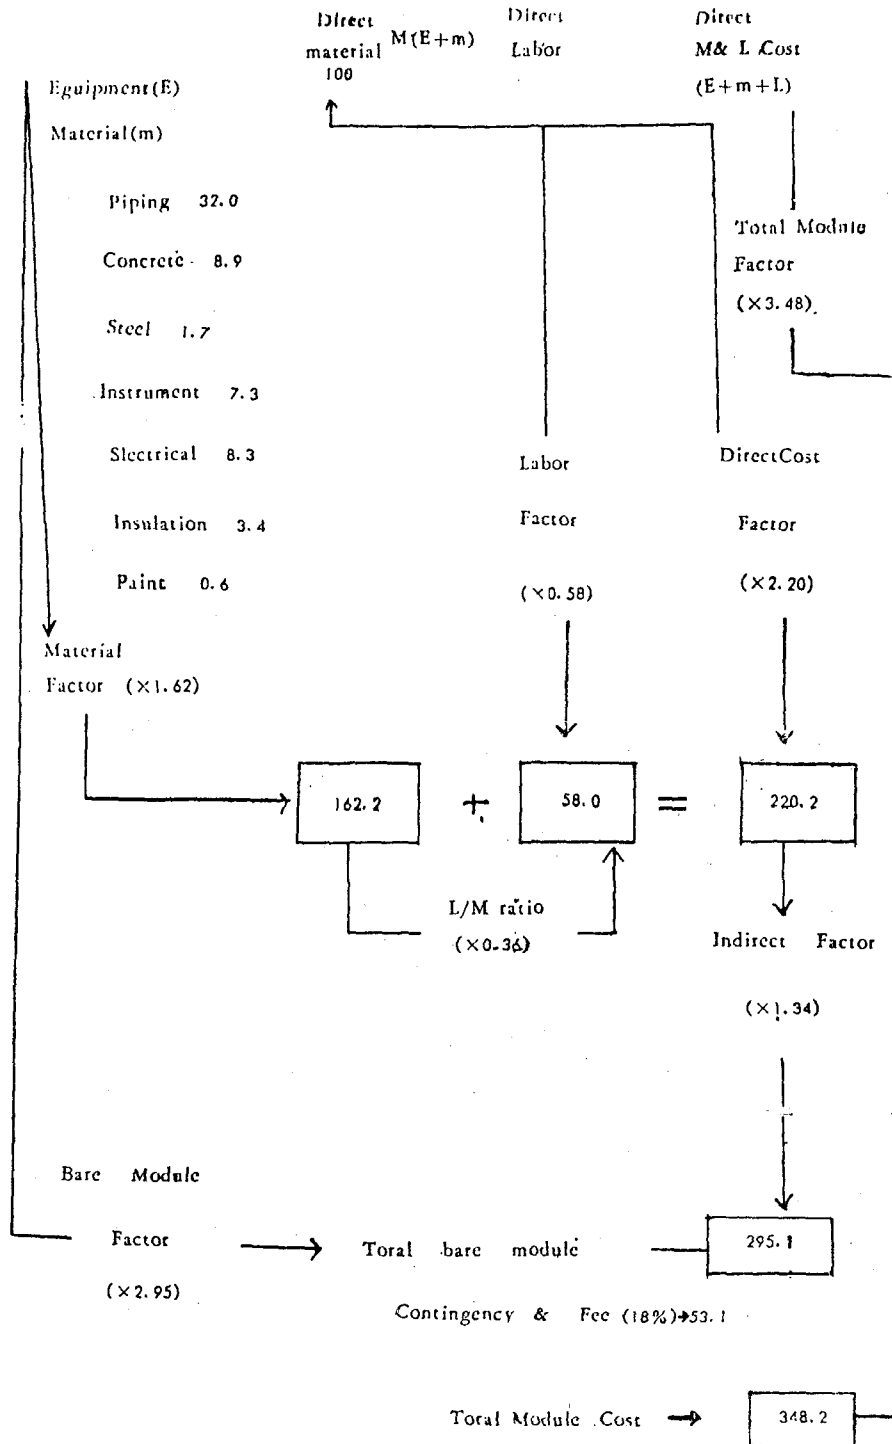 Direct
material M(E+m)
100
Direct
Labor
Direct
M& L Cost
(E+m+L)
Eguipment(E)
Material(m)
Piping 32.0
Concrete 8.9
Steel 1.7
Instrument 7.3
Slectrical 8.3
Insulation 3.4
Paint 0.6
Material
Factor (×1.62)
Total Module
Factor
(×3.48)
Labor
Factor
(×0.58)
DirectCost
Factor
(×2.20)
162.2 + 58.0 = 220.2
L/M ratio
(×0.36)
Indirect Factor
(×1.34)
Bare Module
Factor
(×2.95)
Toral bare module
295.1
Contingency & Fee (18%)→53.1
Toral Module Cost → 348.2